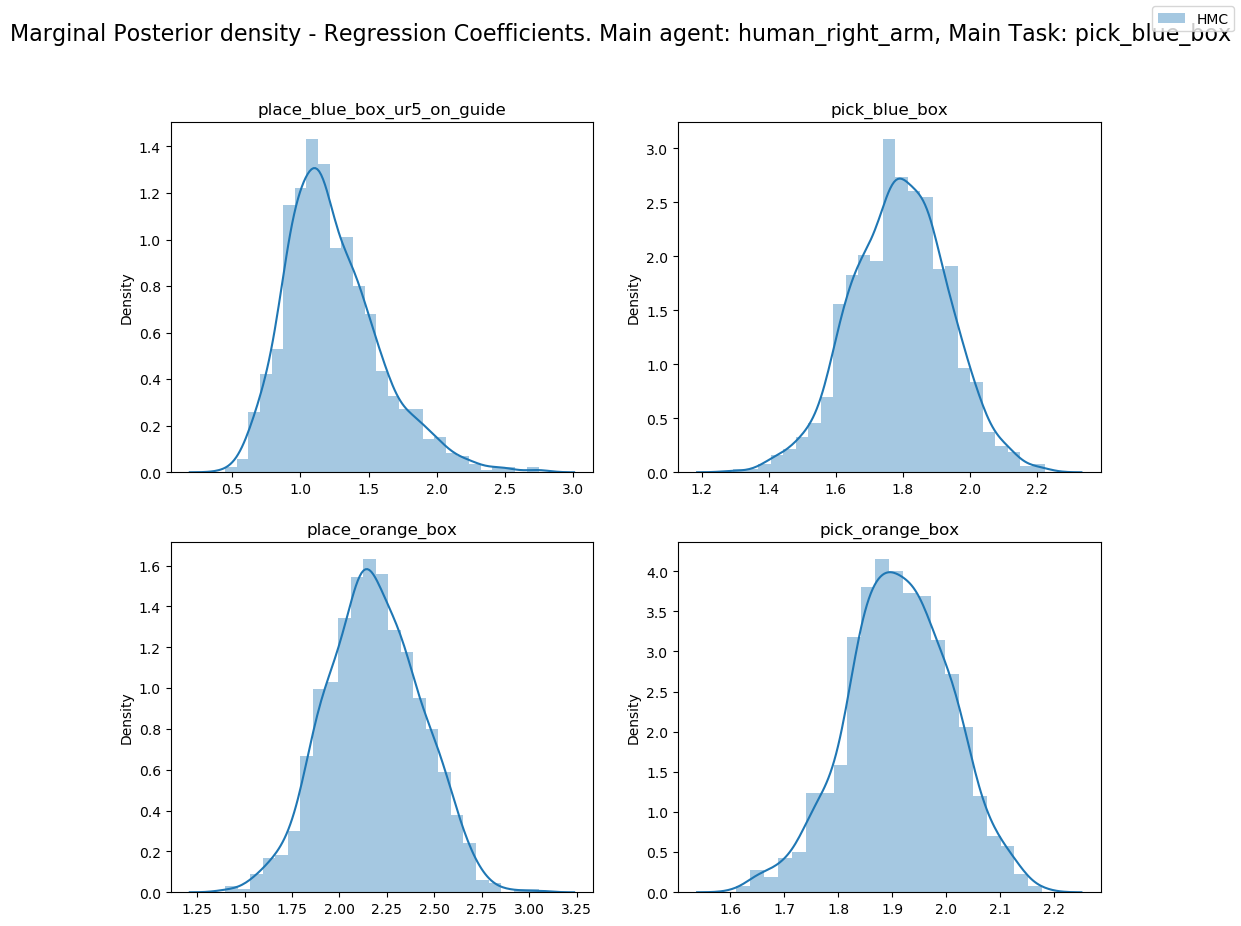 HMC
Marginal Posterior density - Regression Coefficients. Main agent: human_right_arm, Main Task: pick_blue_box
place_blue_box_ur5_on_guide
Density
0.0
0.2
0.4
0.6
0.8
1.0
1.2
1.4
0.5 1.0 1.5 2.0 2.5 3.0
pick_blue_box
Density
0.0
0.5
1.0
1.5
2.0
2.5
3.0
1.2 1.4 1.6 1.8 2.0 2.2
place_orange_box
Density
0.0
0.2
0.4
0.6
0.8
1.0
1.2
1.4
1.6
1.25 1.50 1.75 2.00 2.25 2.50 2.75 3.00 3.25
pick_orange_box
Density
0.0
0.5
1.0
1.5
2.0
2.5
3.0
3.5
4.0
1.6 1.7 1.8 1.9 2.0 2.1 2.2